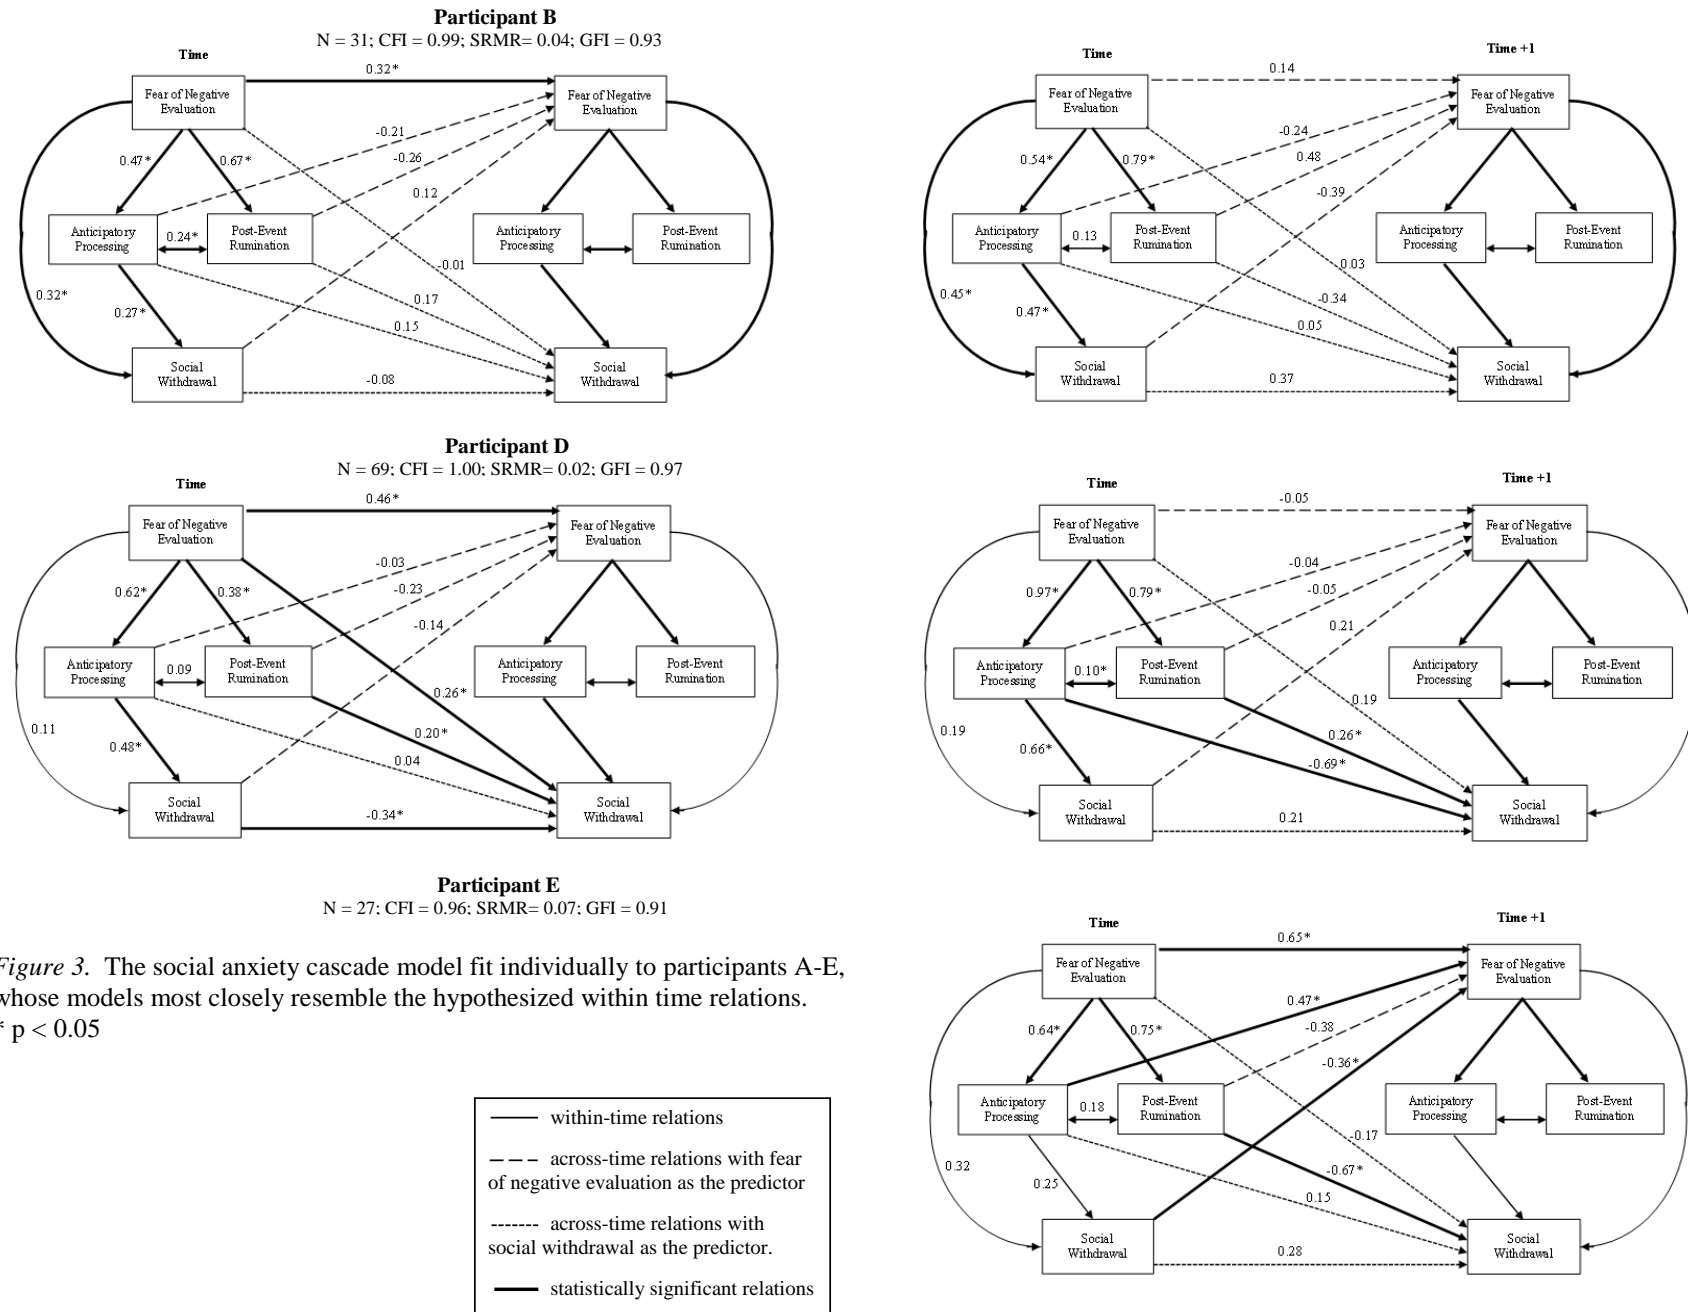 Participant B
N = 31; CFI = 0.99; SRMR= 0.04; GFI = 0.93
Time
Fear of Negative
Evaluation
0.32*
Fear of Negative
Evaluation
-0.21
-0.26
0.12
0.47*
0.67*
Anticipatory
Processing
0.24*
Post-Event
Rumination
Anticipatory
Processing
Post-Event
Rumination
-0.01
0.17
0.15
0.32*
0.27*
Social
Withdrawal
-0.08
Social
Withdrawal
Time
Time +1
Fear of Negative
Evaluation
0.14
Fear of Negative
Evaluation
-0.24
0.48
-0.39
0.54*
0.79*
Anticipatory
Processing
0.13
Post-Event
Rumination
Anticipatory
Processing
Post-Event
Rumination
0.03
-0.34
0.05
0.45*
0.47*
Social
Withdrawal
0.37
Social
Withdrawal
Participant D
N = 69; CFI = 1.00; SRMR= 0.02; GFI = 0.97
Time
Fear of Negative
Evaluation
0.46*
Fear of Negative
Evaluation
-0.03
-0.23
-0.14
0.62*
0.38*
Anticipatory
Processing
0.09
Post-Event
Rumination
Anticipatory
Processing
Post-Event
Rumination
0.26*
0.20*
0.04
0.11
0.48*
Social
Withdrawal
-0.34*
Social
Withdrawal
Time
Time +1
Fear of Negative
Evaluation
-0.05
Fear of Negative
Evaluation
-0.04
-0.05
0.21
0.97*
0.79*
Anticipatory
Processing
0.10*
Post-Event
Rumination
Anticipatory
Processing
Post-Event
Rumination
0.19
0.26*
-0.69*
0.19
0.66*
Social
Withdrawal
0.21
Social
Withdrawal
Participant E
N = 27; CFI = 0.96; SRMR= 0.07; GFI = 0.91
Figure 3. The social anxiety cascade model fit individually to participants A-E,
whose models most closely resemble the hypothesized within time relations.
* p < 0.05
within-time relations
across-time relations with fear
of negative evaluation as the predictor
across-time relations with
social withdrawal as the predictor.
statistically significant relations
Time
Time +1
Fear of Negative
Evaluation
0.65*
Fear of Negative
Evaluation
0.47*
-0.38
-0.36*
0.64*
0.75*
Anticipatory
Processing
0.18
Post-Event
Rumination
Anticipatory
Processing
Post-Event
Rumination
-0.17
-0.67*
0.15
0.32
0.25
Social
Withdrawal
0.28
Social
Withdrawal